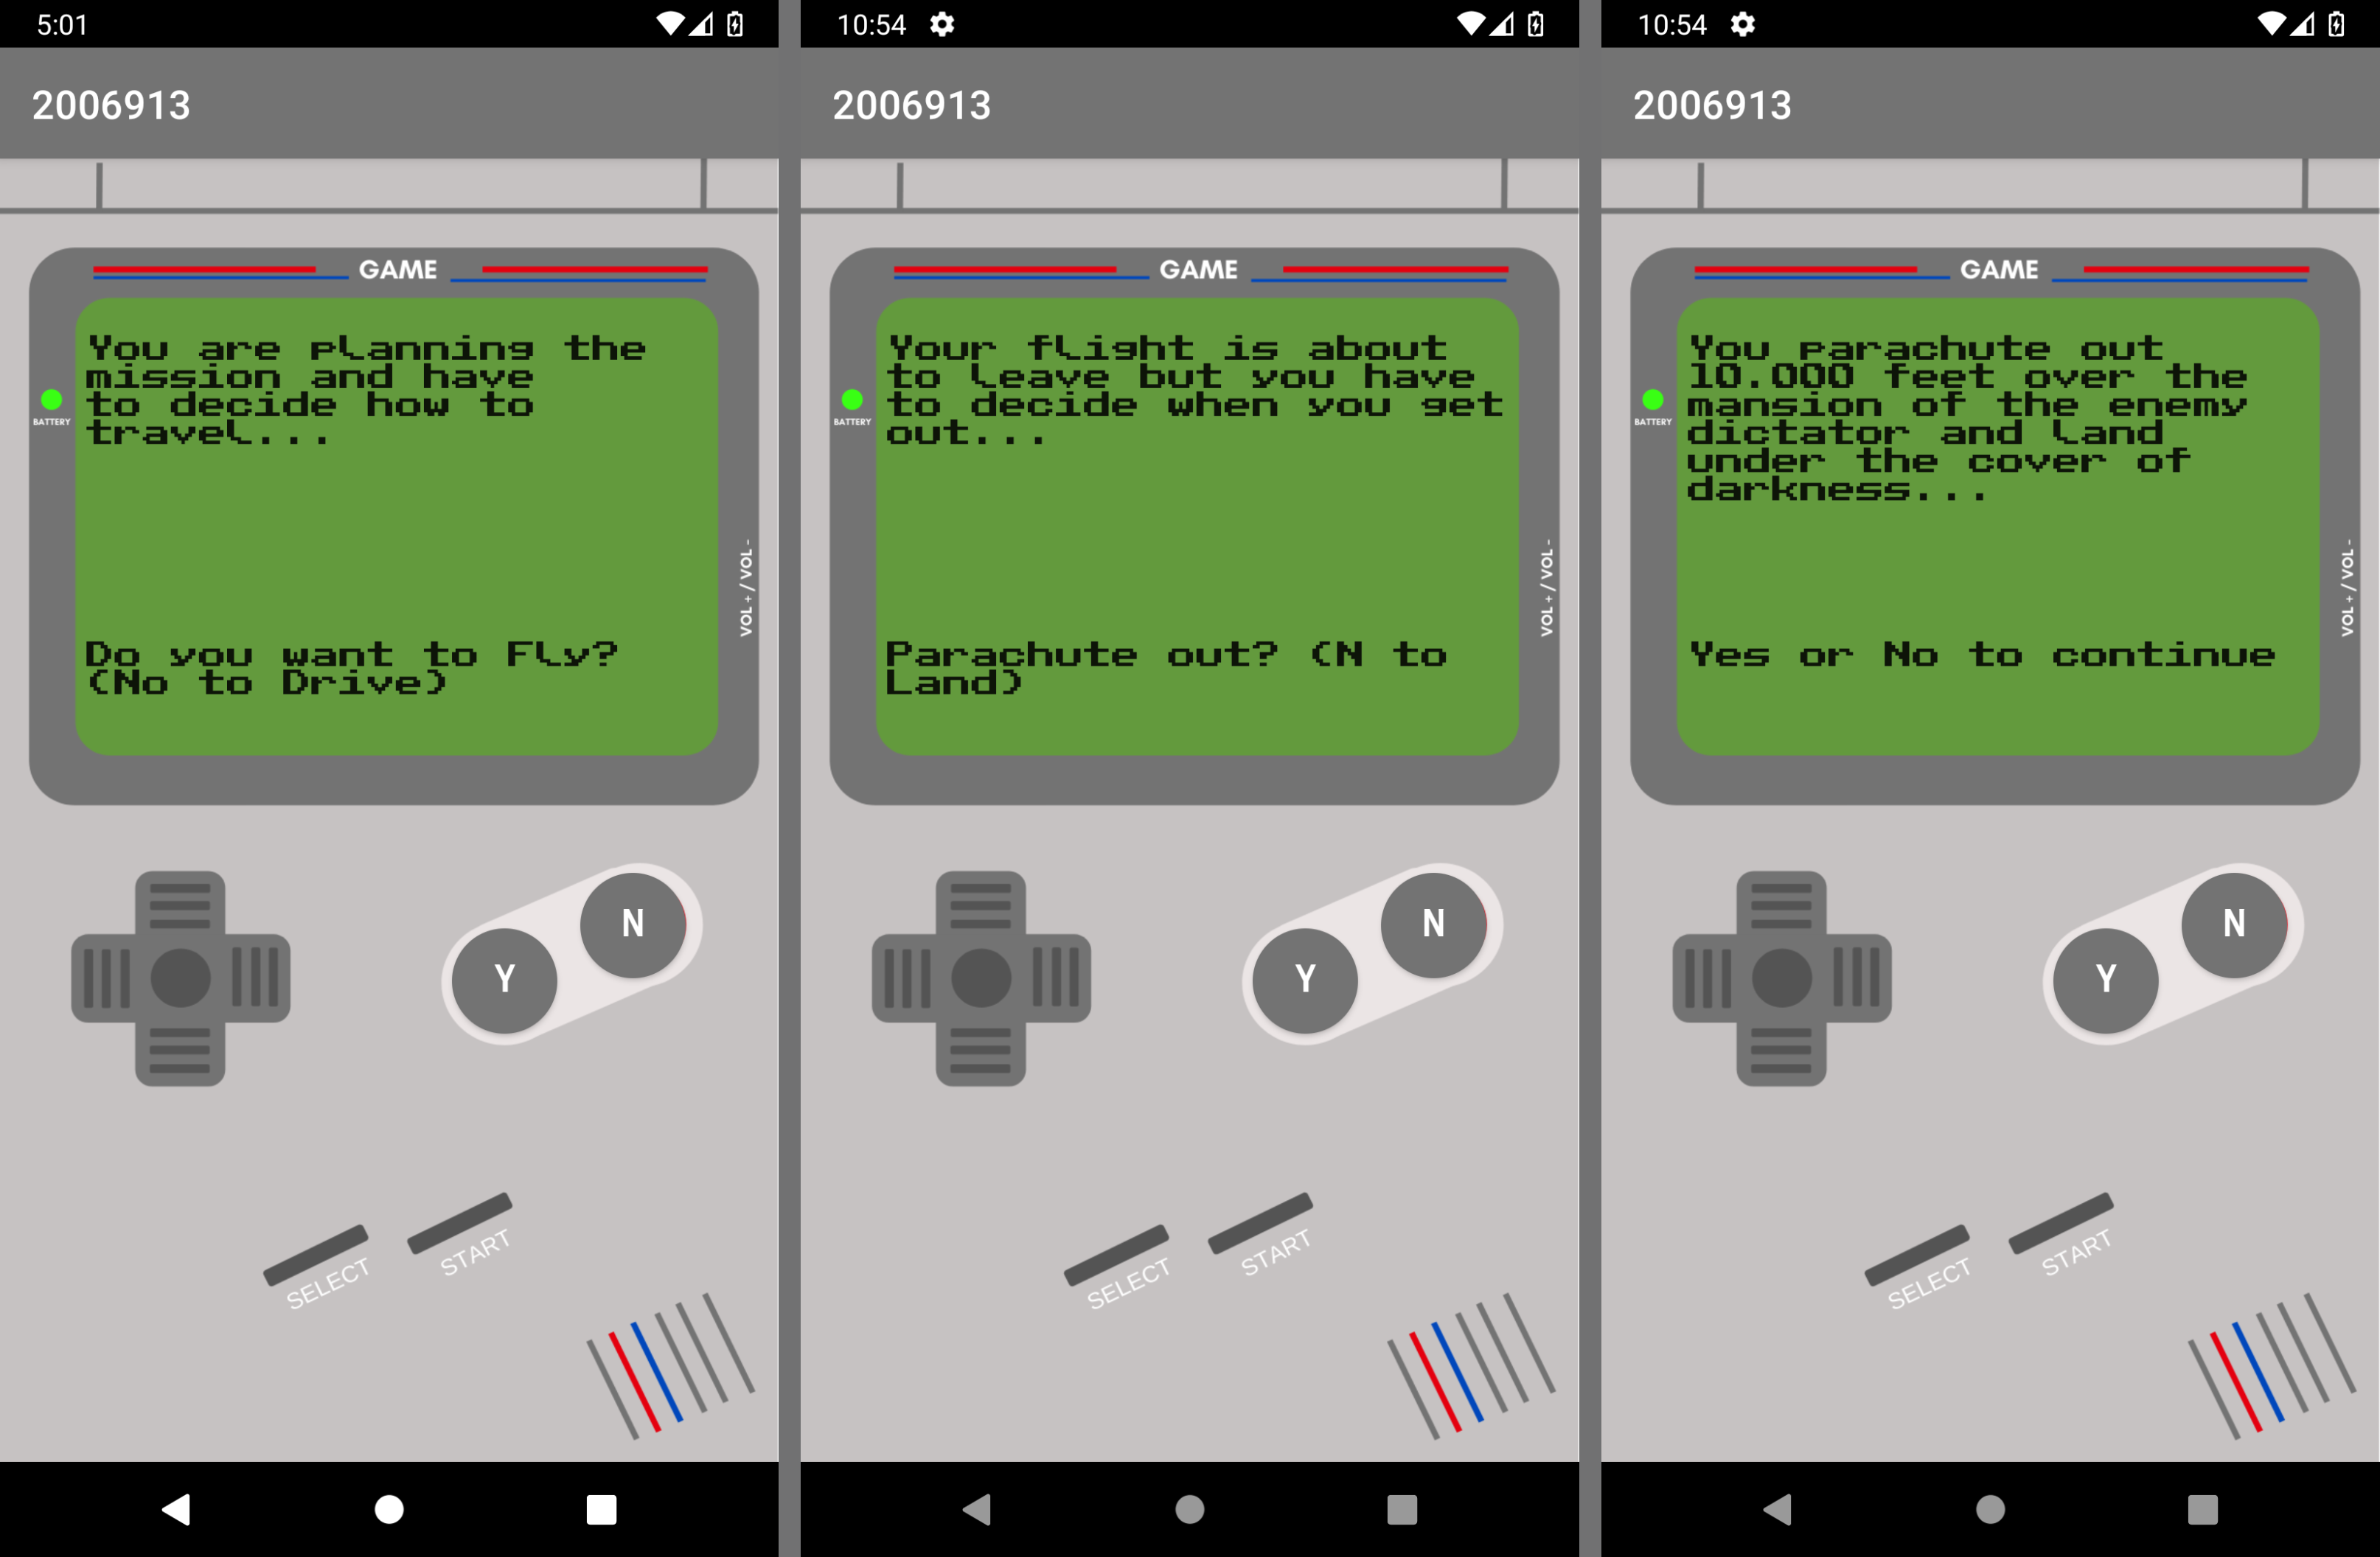 5:01
2006913
GAME
You are planning the
mission and have
to decide how to
travel...
BATTERY
VOL + / VOL -
Do you want to Fly?
(No to Drive)
N
Y
SELECT
START
10:54
2006913
GAME
Your flight is about
to leave but you have
to decide when you get
out...
BATTERY
VOL + / VOL -
Parachute out? (N to
Land)
N
Y
SELECT
START
10:54
2006913
GAME
You parachute out
10.000 feet over the
mansion of the enemy
dictator and land
under the cover of
darkness...
BATTERY
VOL + / VOL -
Yes or No to continue
N
Y
SELECT
START